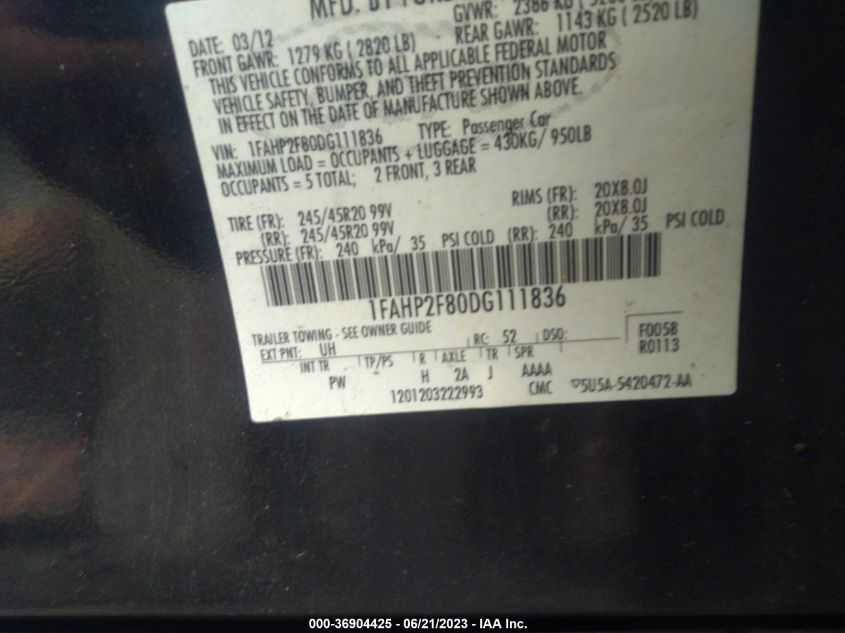 MFD. BY
GVWR: 2386 KG
DATE: 03/12
FRONT GAWR: 1279 KG ( 2820 LB) REAR GAWR: 1143 KG ( 2520 LB)
THIS VEHICLE CONFORMS TO ALL APPLICABLE FEDERAL MOTOR
VEHICLE SAFETY, BUMPER, AND THEFT PREVENTION STANDARDS
IN EFFECT ON THE DATE OF MANUFACTURE SHOWN ABOVE.
VIN: 1FAHP2F80DG111836 TYPE: Passenger Car
MAXIMUM LOAD = OCCUPANTS + LUGGAGE = 430KG/ 950LB
OCCUPANTS = 5 TOTAL; 2 FRONT, 3 REAR
TIRE (FR): 245/45R20 99V RIMS (FR): 20X8.0J
(RR): 245/45R20 99V (RR): 20X8.0J
PRESSURE (FR): 240 kPa/ 35 PSI COLD (RR): 240 kPa/ 35 PSI COLD
1FAHP2F80DG111836
TRAILER TOWING - SEE OWNER GUIDE
EXT PNT: UH RC: 52 DSO: F0058
R0113
INT TR TP/PS R AXLE TR SPR
PW H 2A J AAAA
1201203222993 CMC 5U5A-5420472-AA
000-36904425 - 06/21/2023 - IAA Inc.